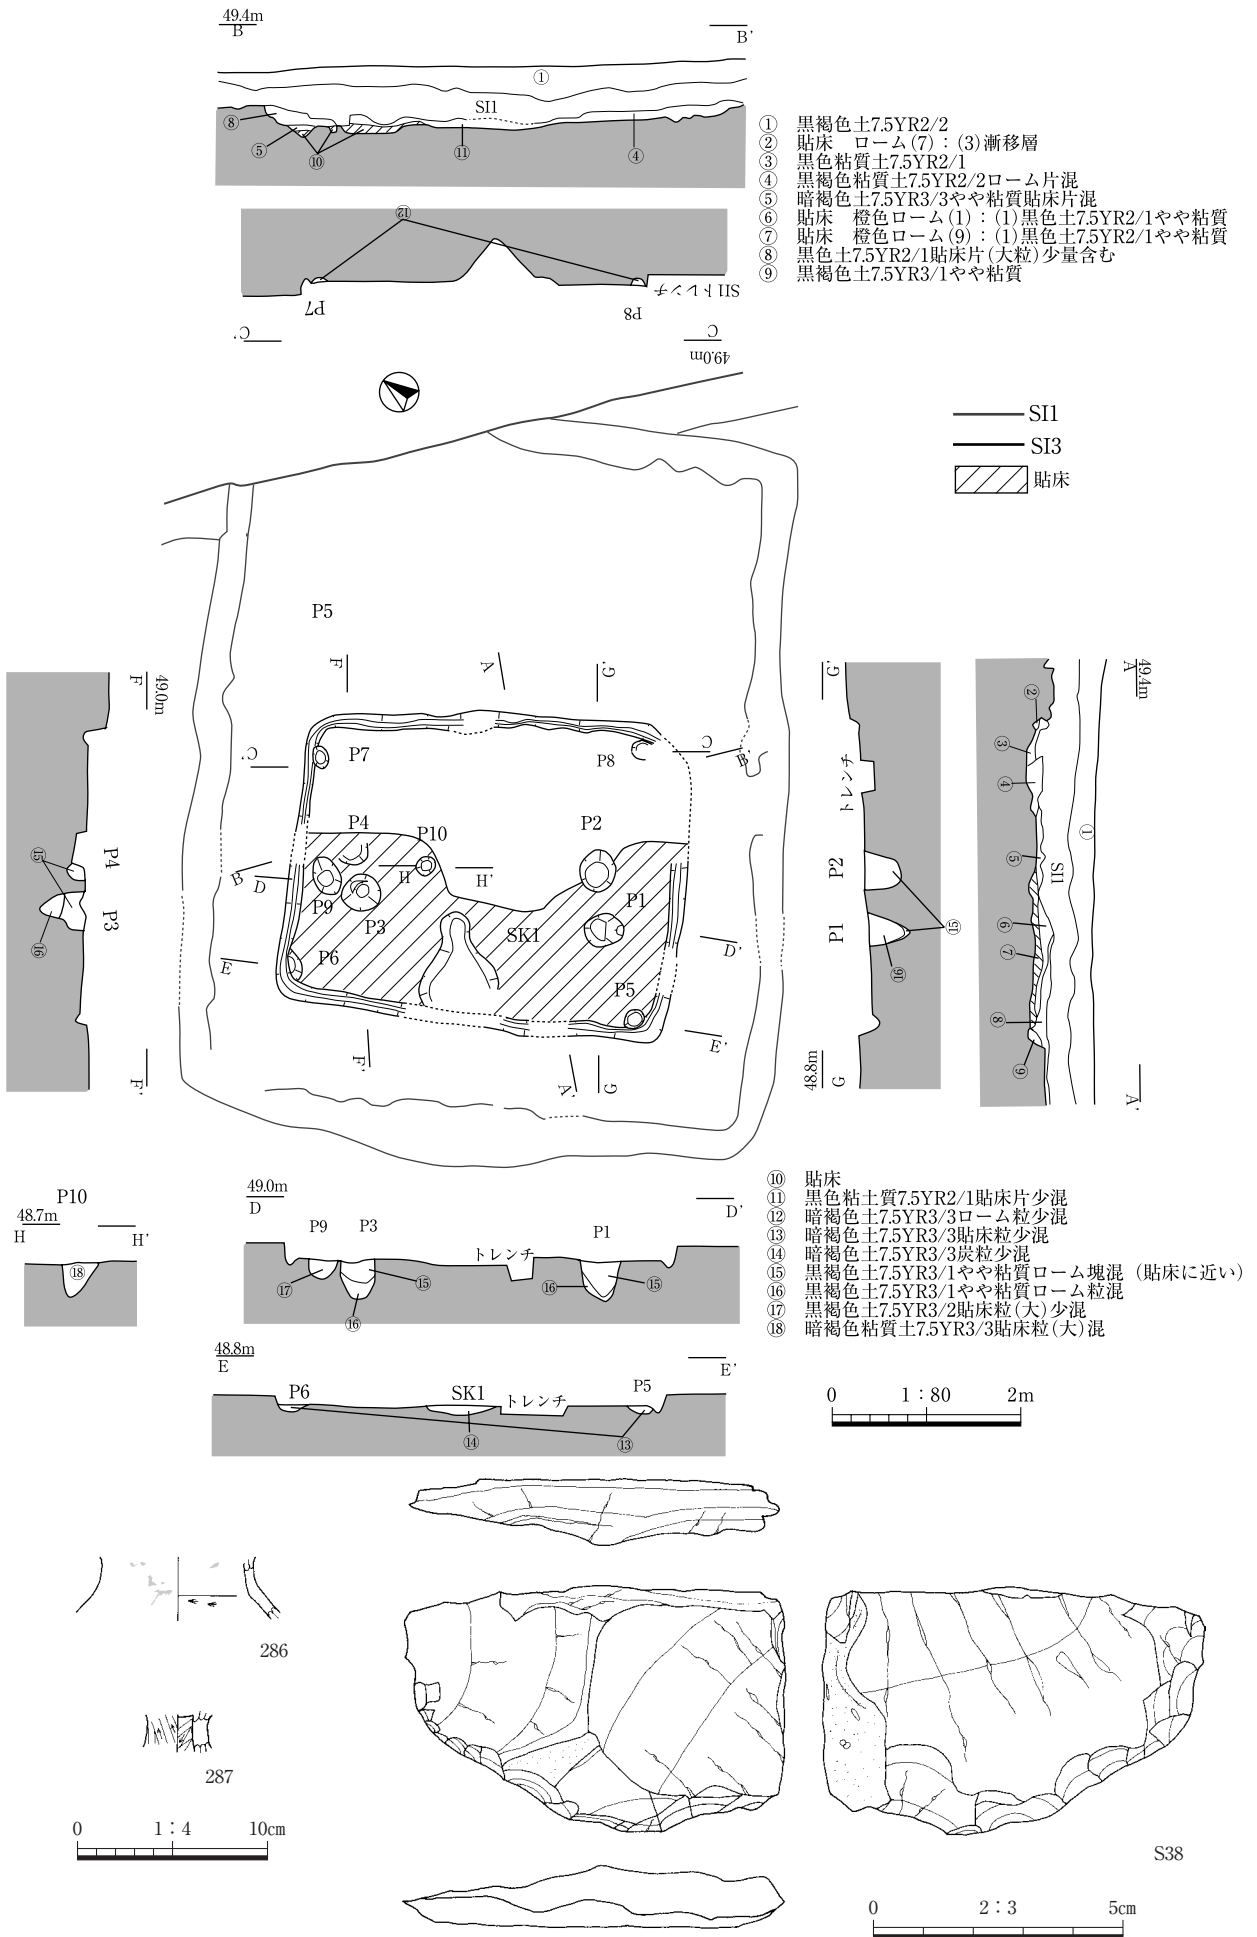 49.4m
B
B'
①
SI1
⑧
⑤
⑩
⑪
④
① 黒褐色土7.5YR2/2
② 貼床 ローム(7)：(3)漸移層
③ 黒色粘質土7.5YR2/1
④ 黒褐色粘質土7.5YR2/2ローム片混
⑤ 暗褐色土7.5YR3/3やや粘質貼床片混
⑥ 貼床 橙色ローム(1)：(1)黒色土7.5YR2/1やや粘質
⑦ 貼床 橙色ローム(9)：(1)黒色土7.5YR2/1やや粘質
⑧ 黒色土7.5YR2/1貼床片(大粒)少量含む
⑨ 黒褐色土7.5YR3/1やや粘質
⑫
P7
P8
SI1トレンチ
C'
C
49.0m
SI1
SI3
貼床
P5
F
A
G'
C'
C
B'
P7
P8
P4
P10
P2
H
H'
B
D
P9
P3
P1
SK1
D'
P6
E
P5
E'
F'
A'
G
F
49.0m
⑮
P4
P3
⑯
F'
G'
トレンチ
P2
P1
⑮
⑯
48.8m
G
A
49.4m
②
③
④
①
⑤
SI1
⑥
⑦
⑧
⑨
A'
P10
48.7m
H
H'
⑱
49.0m
D
D'
P9
P3
P1
トレンチ
⑰
⑮
⑯
⑯
⑮
⑩ 貼床
⑪ 黒色粘土質7.5YR2/1貼床片少混
⑫ 暗褐色土7.5YR3/3ローム粒少混
⑬ 暗褐色土7.5YR3/3貼床粒少混
⑭ 暗褐色土7.5YR3/3炭粒少混
⑮ 黒褐色土7.5YR3/1やや粘質ローム塊混（貼床に近い）
⑯ 黒褐色土7.5YR3/1やや粘質ローム粒混
⑰ 黒褐色土7.5YR3/2貼床粒(大)少混
⑱ 暗褐色粘質土7.5YR3/3貼床粒(大)混
48.8m
E
E'
P6
SK1
トレンチ
P5
⑭
⑬
0 1：80 2m
286
287
0 1：4 10cm
S38
0 2：3 5cm